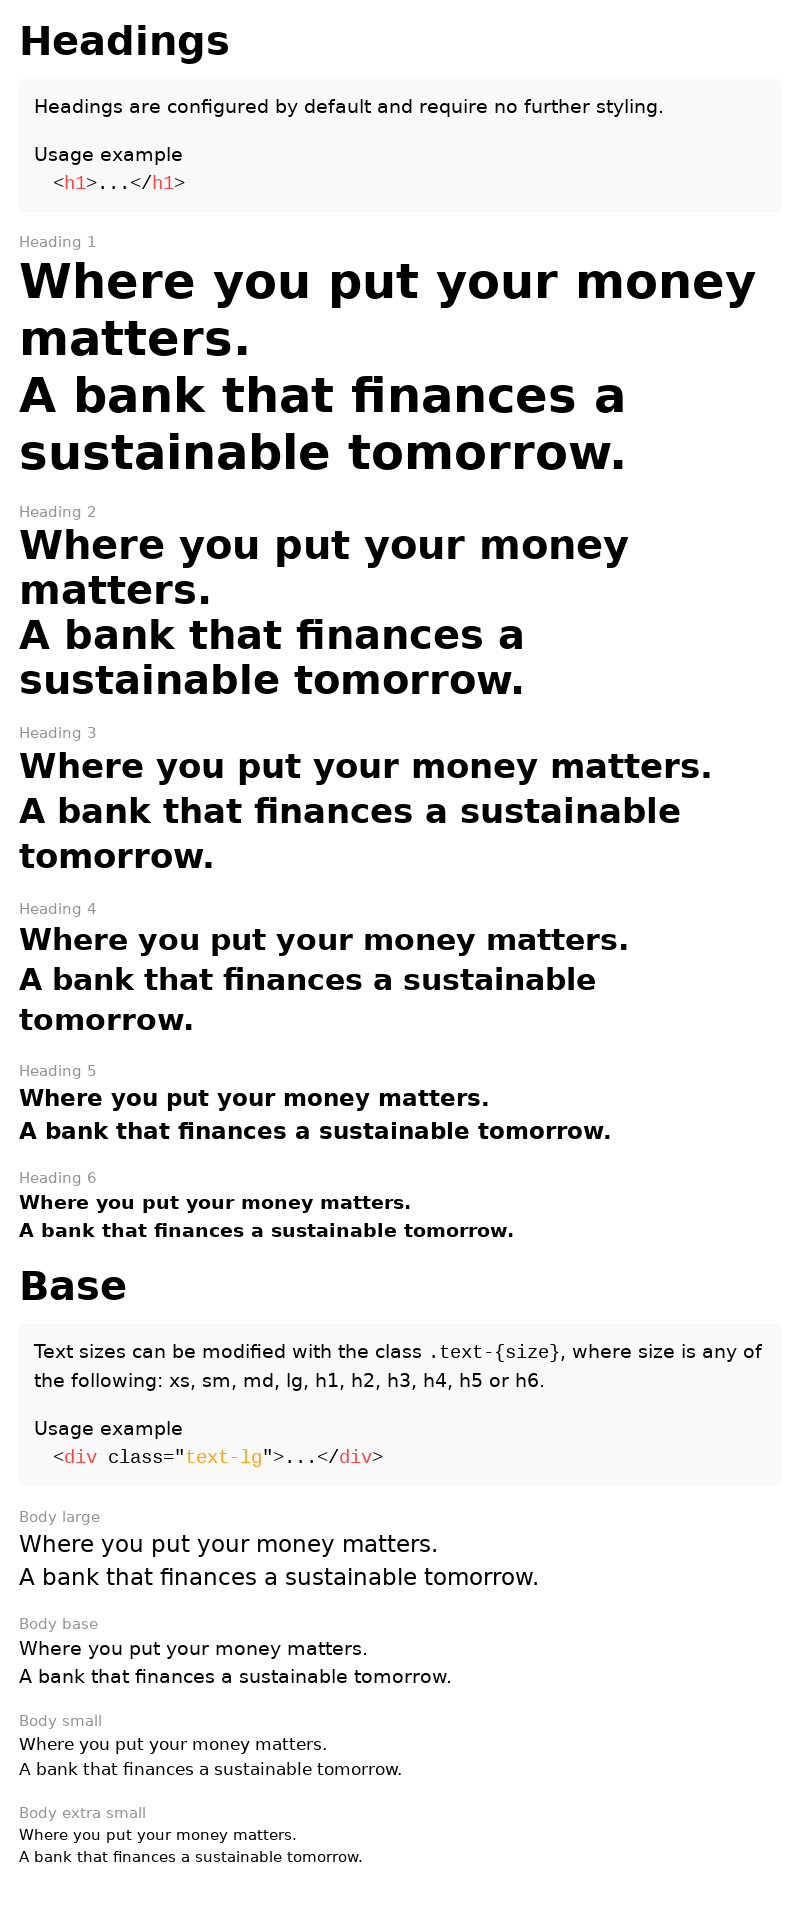 Headings
Headings are configured by default and require no further styling.
Usage example
<h1>...</h1>
Heading 1
Where you put your money
matters.
A bank that finances a
sustainable tomorrow.
Heading 2
Where you put your money
matters.
A bank that finances a
sustainable tomorrow.
Heading 3
Where you put your money matters.
A bank that finances a sustainable
tomorrow.
Heading 4
Where you put your money matters.
A bank that finances a sustainable
tomorrow.
Heading 5
Where you put your money matters.
A bank that finances a sustainable tomorrow.
Heading 6
Where you put your money matters.
A bank that finances a sustainable tomorrow.
Base
Text sizes can be modified with the class .text-{size}, where size is any of
the following: xs, sm, md, lg, h1, h2, h3, h4, h5 or h6.
Usage example
<div class="text-lg">...</div>
Body large
Where you put your money matters.
A bank that finances a sustainable tomorrow.
Body base
Where you put your money matters.
A bank that finances a sustainable tomorrow.
Body small
Where you put your money matters.
A bank that finances a sustainable tomorrow.
Body extra small
Where you put your money matters.
A bank that finances a sustainable tomorrow.